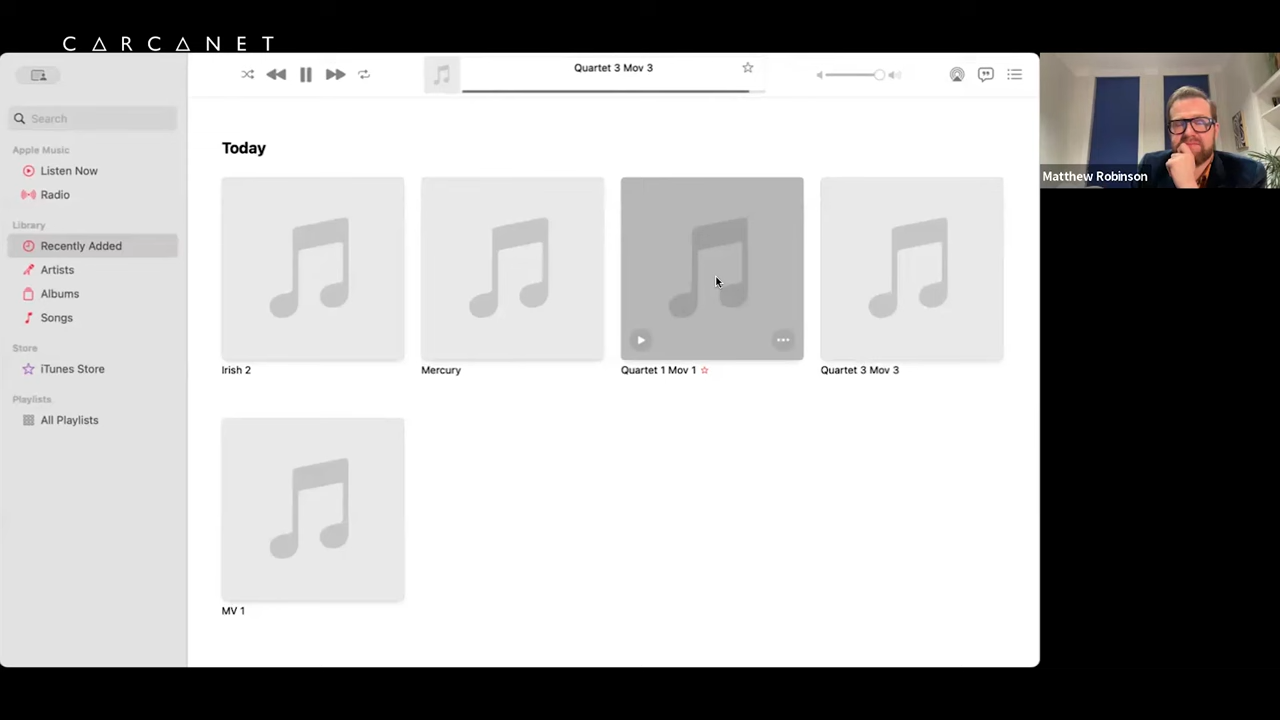 CARCANET
Quartet 3 Mov 3
Search
Apple Music
Listen Now
Radio
Library
Recently Added
Artists
Albums
Songs
Store
iTunes Store
Playlists
All Playlists
Today
Irish 2
Mercury
Quartet 1 Mov 1
Quartet 3 Mov 3
MV 1
Matthew Robinson